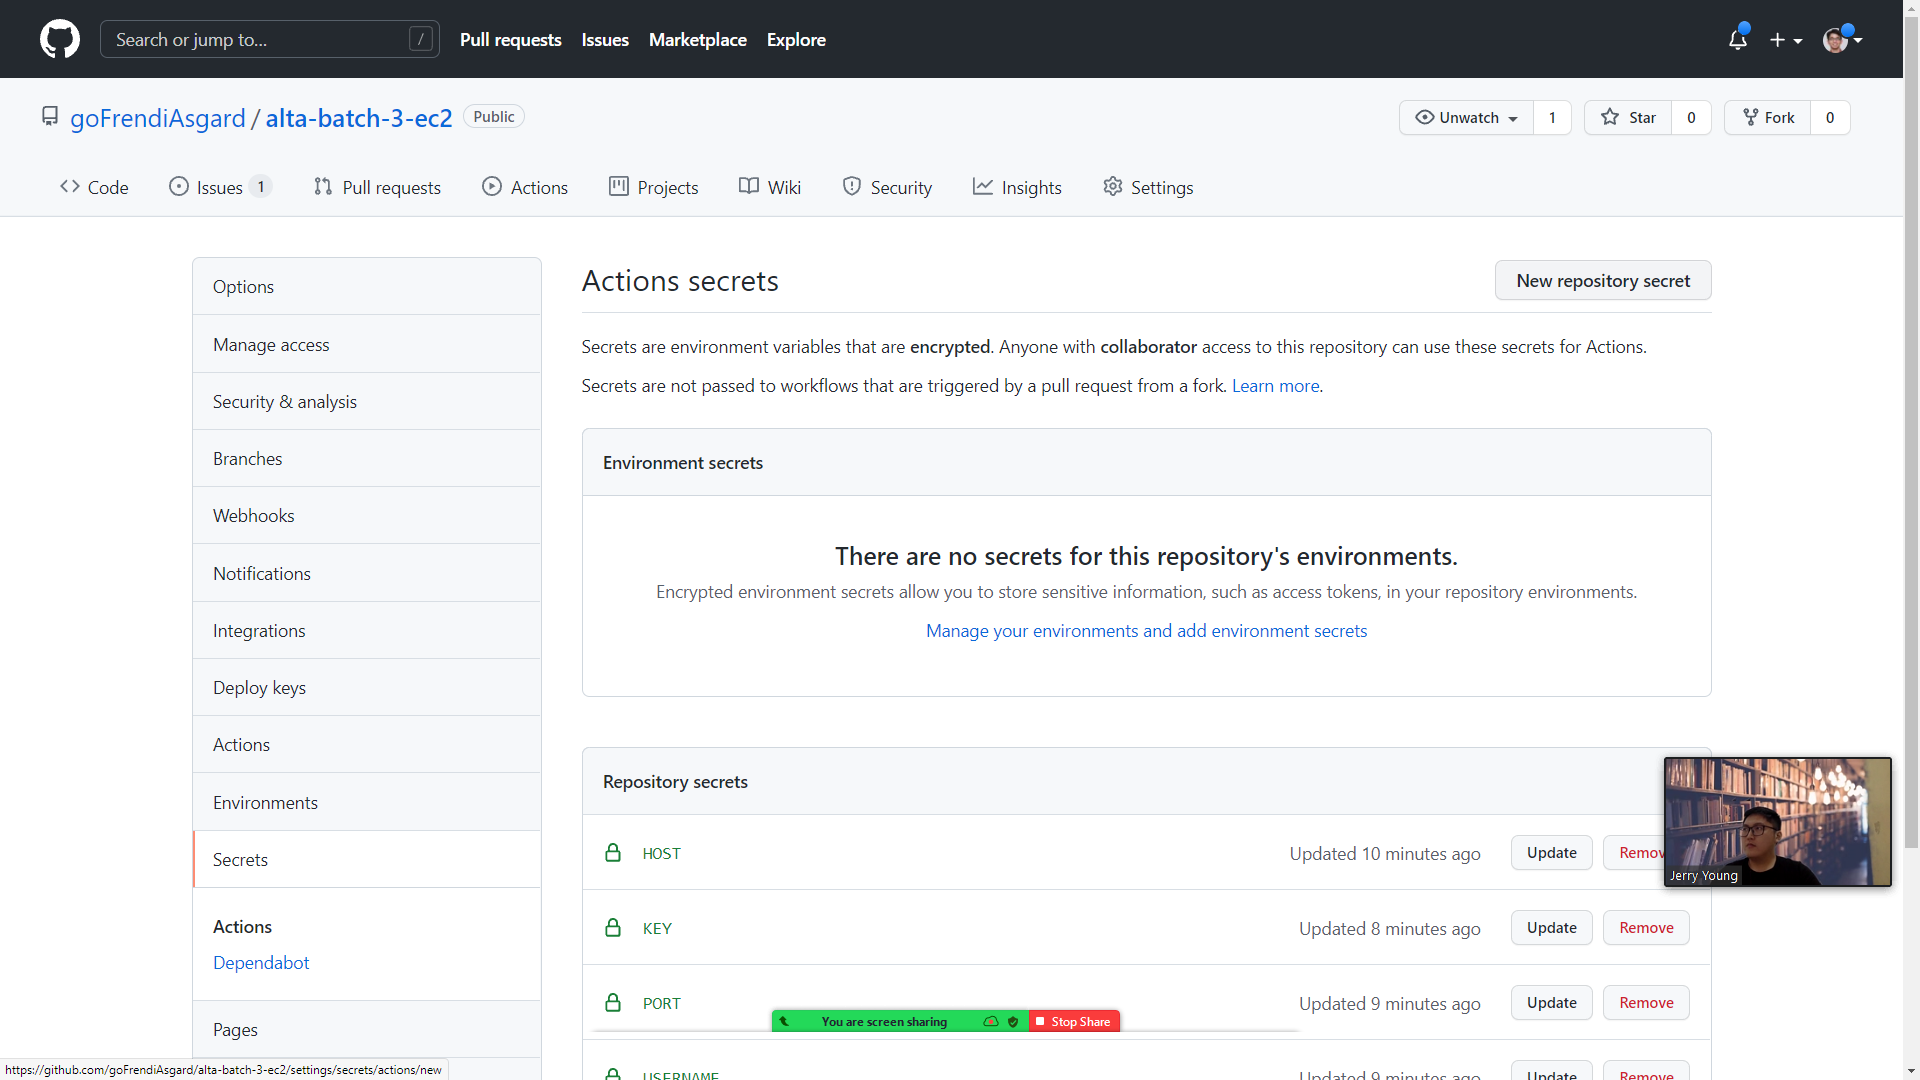 Search or jump to...
/
Pull requests
Issues
Marketplace
Explore
goFrendiAsgard / alta-batch-3-ec2
Public
Unwatch
1
Star
0
Fork
0
Code
Issues
1
Pull requests
Actions
Projects
Wiki
Security
Insights
Settings
Options
Manage access
Security & analysis
Branches
Webhooks
Notifications
Integrations
Deploy keys
Actions
Environments
Secrets
Actions
Dependabot
Pages
Actions secrets
New repository secret
Secrets are environment variables that are encrypted. Anyone with collaborator access to this repository can use these secrets for Actions.
Secrets are not passed to workflows that are triggered by a pull request from a fork. Learn more.
Environment secrets
There are no secrets for this repository's environments.
Encrypted environment secrets allow you to store sensitive information, such as access tokens, in your repository environments.
Manage your environments and add environment secrets
Repository secrets
HOST
Updated 10 minutes ago
Update
Remov
Jerry Young
KEY
Updated 8 minutes ago
Update
Remove
PORT
Updated 9 minutes ago
Update
Remove
You are screen sharing
Stop Share
USERNAME
Updated 9 minutes ago
Update
Remove
https://github.com/goFrendiAsgard/alta-batch-3-ec2/settings/secrets/actions/new